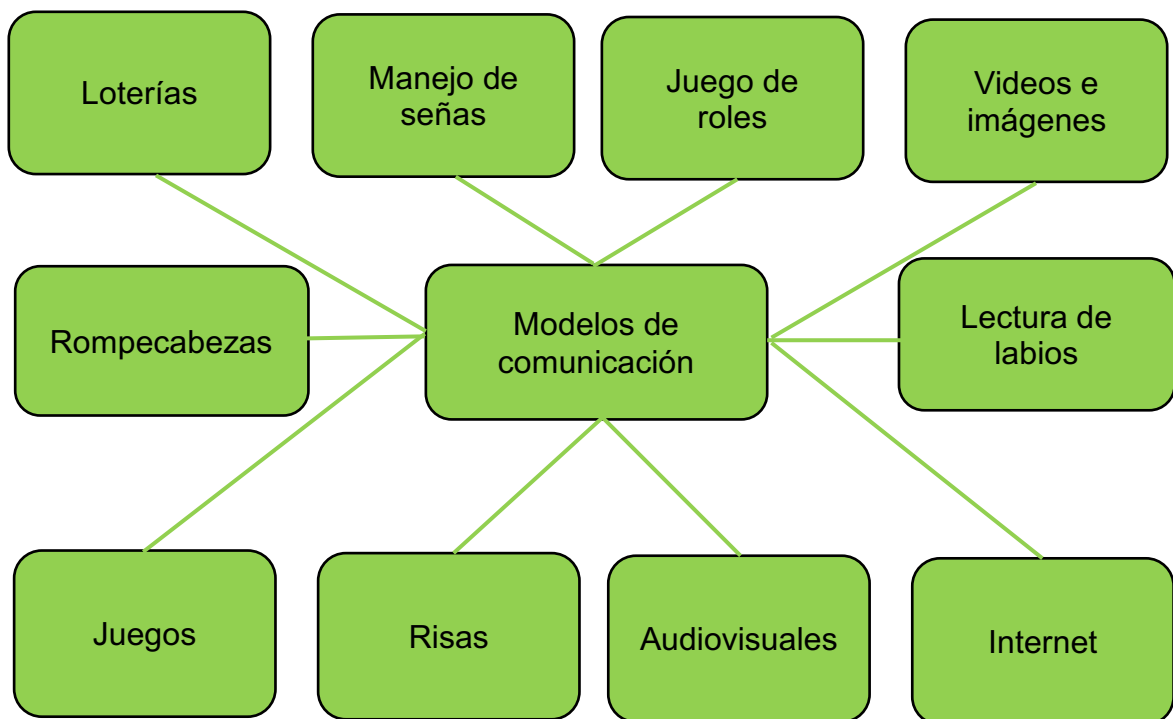 Loterías
Manejo de
señas
Juego de
roles
Videos e
imágenes
Rompecabezas
Modelos de
comunicación
Lectura de
labios
Juegos
Risas
Audiovisuales
Internet